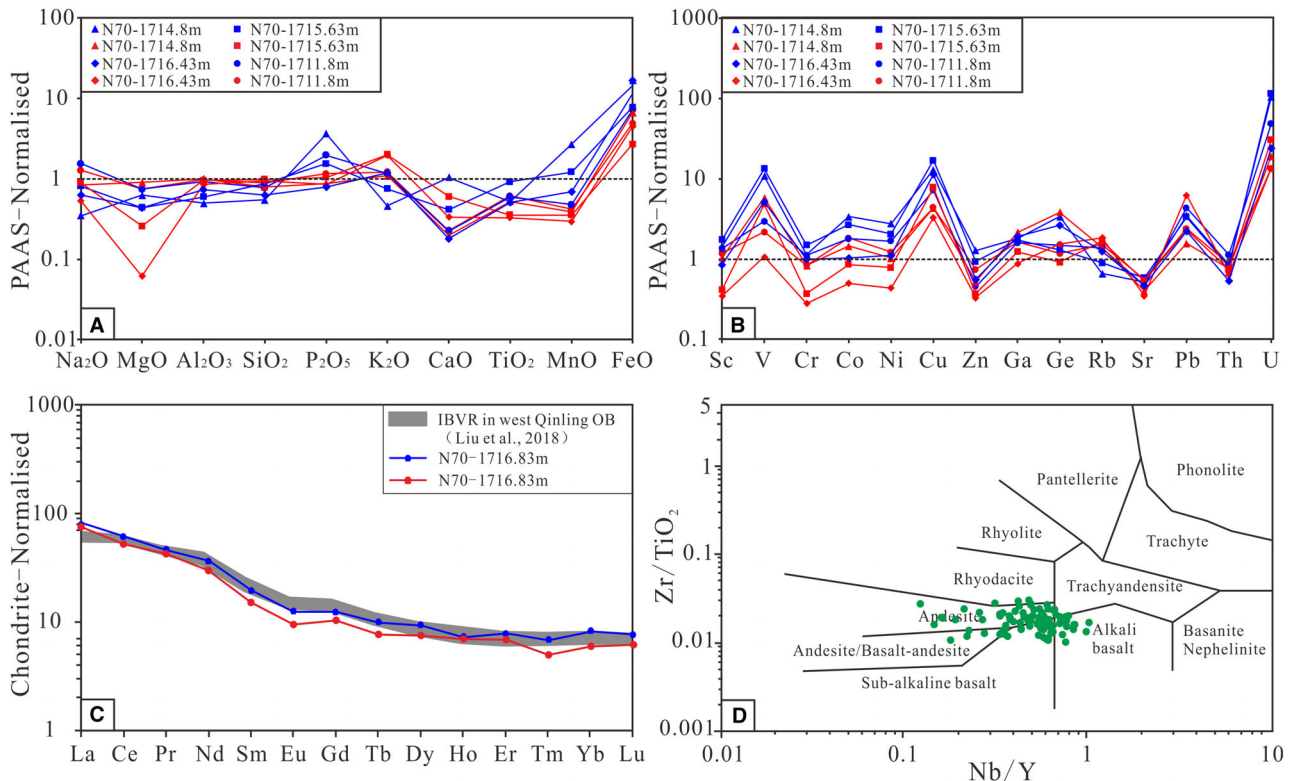 100
10
1
0.1
0.01
PAAS-Normalised
N70-1714.8m N70-1715.63m
N70-1714.8m N70-1715.63m
N70-1716.43m N70-1711.8m
N70-1716.43m N70-1711.8m
A
Na₂O MgO Al₂O₃ SiO₂ P₂O₅ K₂O CaO TiO₂ MnO FeO
1000
100
10
1
0.1
PAAS-Normalised
N70-1714.8m N70-1715.63m
N70-1714.8m N70-1715.63m
N70-1716.43m N70-1711.8m
N70-1716.43m N70-1711.8m
B
Sc V Cr Co Ni Cu Zn Ga Ge Rb Sr Pb Th U
1000
100
10
1
Chondrite-Normalised
IBVR in west Qinling OB
(Liu et al., 2018)
N70-1716.83m
N70-1716.83m
C
La Ce Pr Nd Sm Eu Gd Tb Dy Ho Er Tm Yb Lu
5
1
0.1
0.01
0.001
Zr/TiO₂
Pantellerite
Phonolite
Rhyolite
Trachyte
Rhyodacite
Trachyandensite
Andesite
Alkali
basalt
Basanite
Nephelinite
Andesite/Basalt-andesite
Sub-alkaline basalt
D
0.01 0.1 1 10
Nb/Y